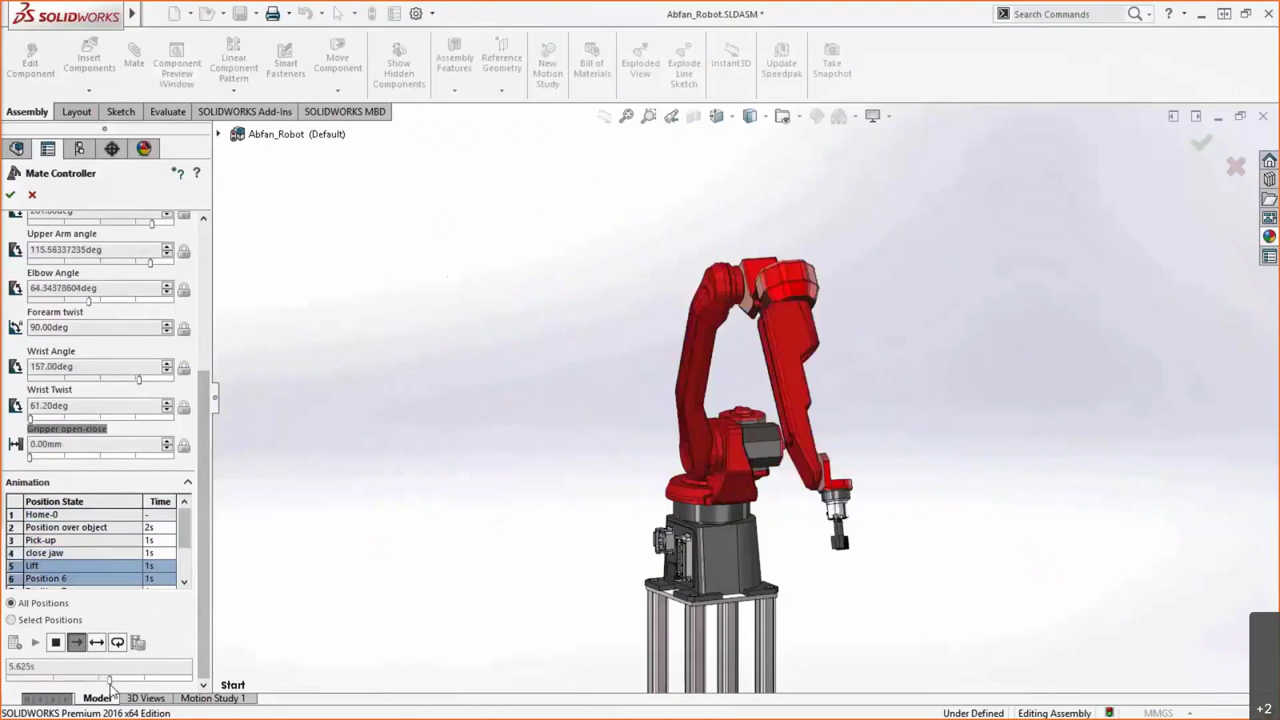 SOLIDWORKS
Abfan_Robot.SLDASM *
Search Commands
Edit Component
Insert Components
Mate
Component Preview Window
Linear Component Pattern
Smart Fasteners
Move Component
Show Hidden Components
Assembly Features
Reference Geometry
New Motion Study
Bill of Materials
Exploded View
Explode Line Sketch
Instant3D
Update Speedpak
Take Snapshot
Assembly Layout Sketch Evaluate SOLIDWORKS Add-Ins SOLIDWORKS MBD
Abfan_Robot (Default)
Mate Controller
Upper Arm angle
115.56337235deg
Elbow Angle
64.34378604deg
Forearm twist
90.00deg
Wrist Angle
157.00deg
Wrist Twist
61.20deg
Gripper open-close
0.00mm
Animation
Position State Time
1 Home-0 -
2 Position over object 2s
3 Pick-up 1s
4 close jaw 1s
5 Lift 1s
6 Position 6 1s
All Positions
Select Positions
5.625s
Start
Model 3D Views Motion Study 1
SOLIDWORKS Premium 2016 x64 Edition
Under Defined Editing Assembly MMGS
+2